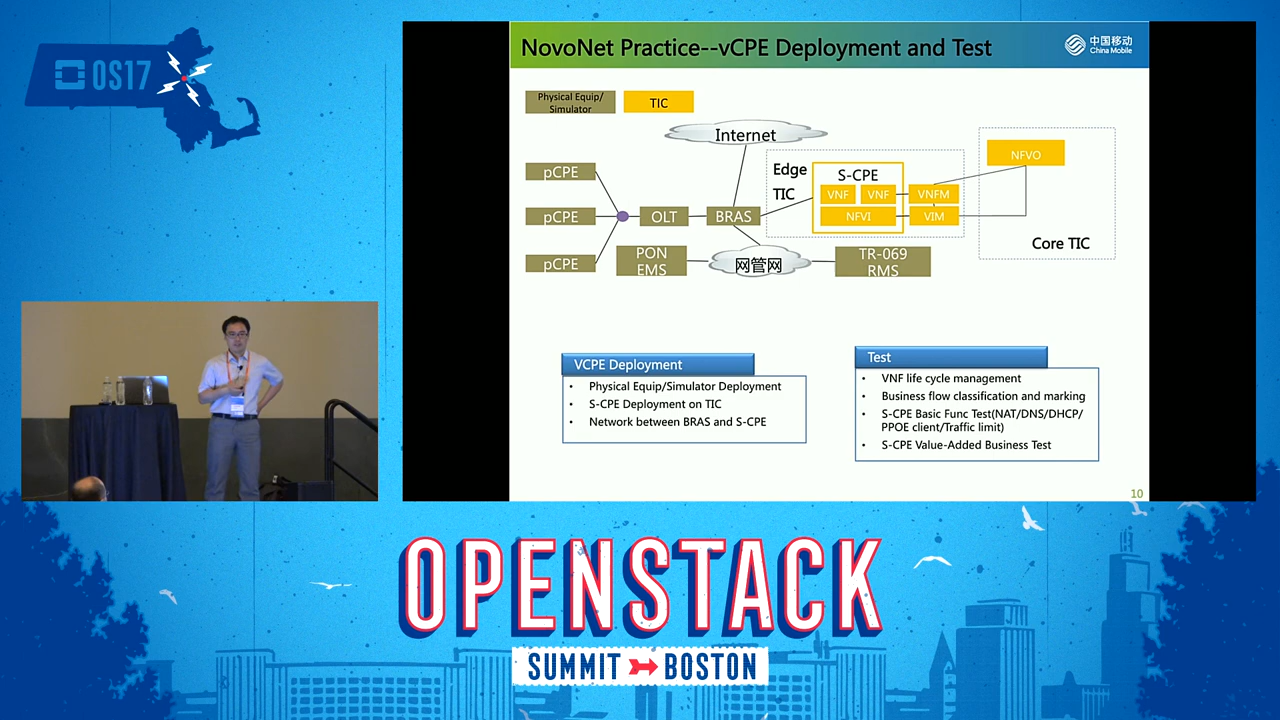 OS17
NovoNet Practice--vCPE Deployment and Test
中国移动
China Mobile
Physical Equip/
Simulator
TIC
Internet
pCPE
pCPE
pCPE
OLT
BRAS
PON
EMS
网管网
TR-069
RMS
Edge
TIC
S-CPE
VNF
VNF
NFVI
VNFM
VIM
NFVO
Core TIC
VCPE Deployment
• Physical Equip/Simulator Deployment
• S-CPE Deployment on TIC
• Network between BRAS and S-CPE
Test
• VNF life cycle management
• Business flow classification and marking
• S-CPE Basic Func Test(NAT/DNS/DHCP/
PPOE client/Traffic limit)
• S-CPE Value-Added Business Test
10
OPENSTACK
SUMMIT BOSTON